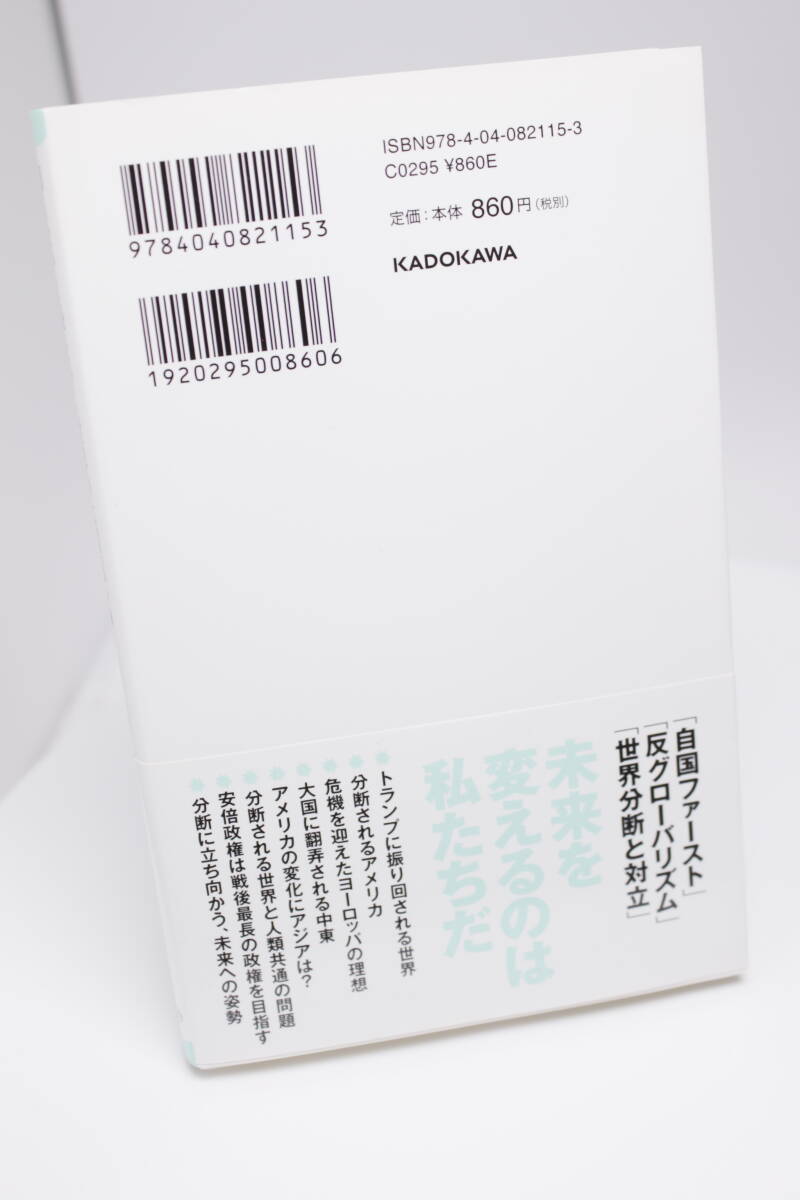 ISBN978-4-04-082115-3
C0295 ¥860E
定価：本体 860円（税別）
KADOKAWA
9784040821153
1920295008606
「自国ファースト」
「反グローバリズム」
「世界分断と対立」
未来を
変えるのは
私たちだ
トランプに振り回される世界
分断されるアメリカ
危機を迎えたヨーロッパの理想
大国に翻弄される中東
アメリカの変化にアジアは？
分断される世界と人類共通の問題
安倍政権は戦後最長の政権を目指す
分断に立ち向かう、未来への姿勢